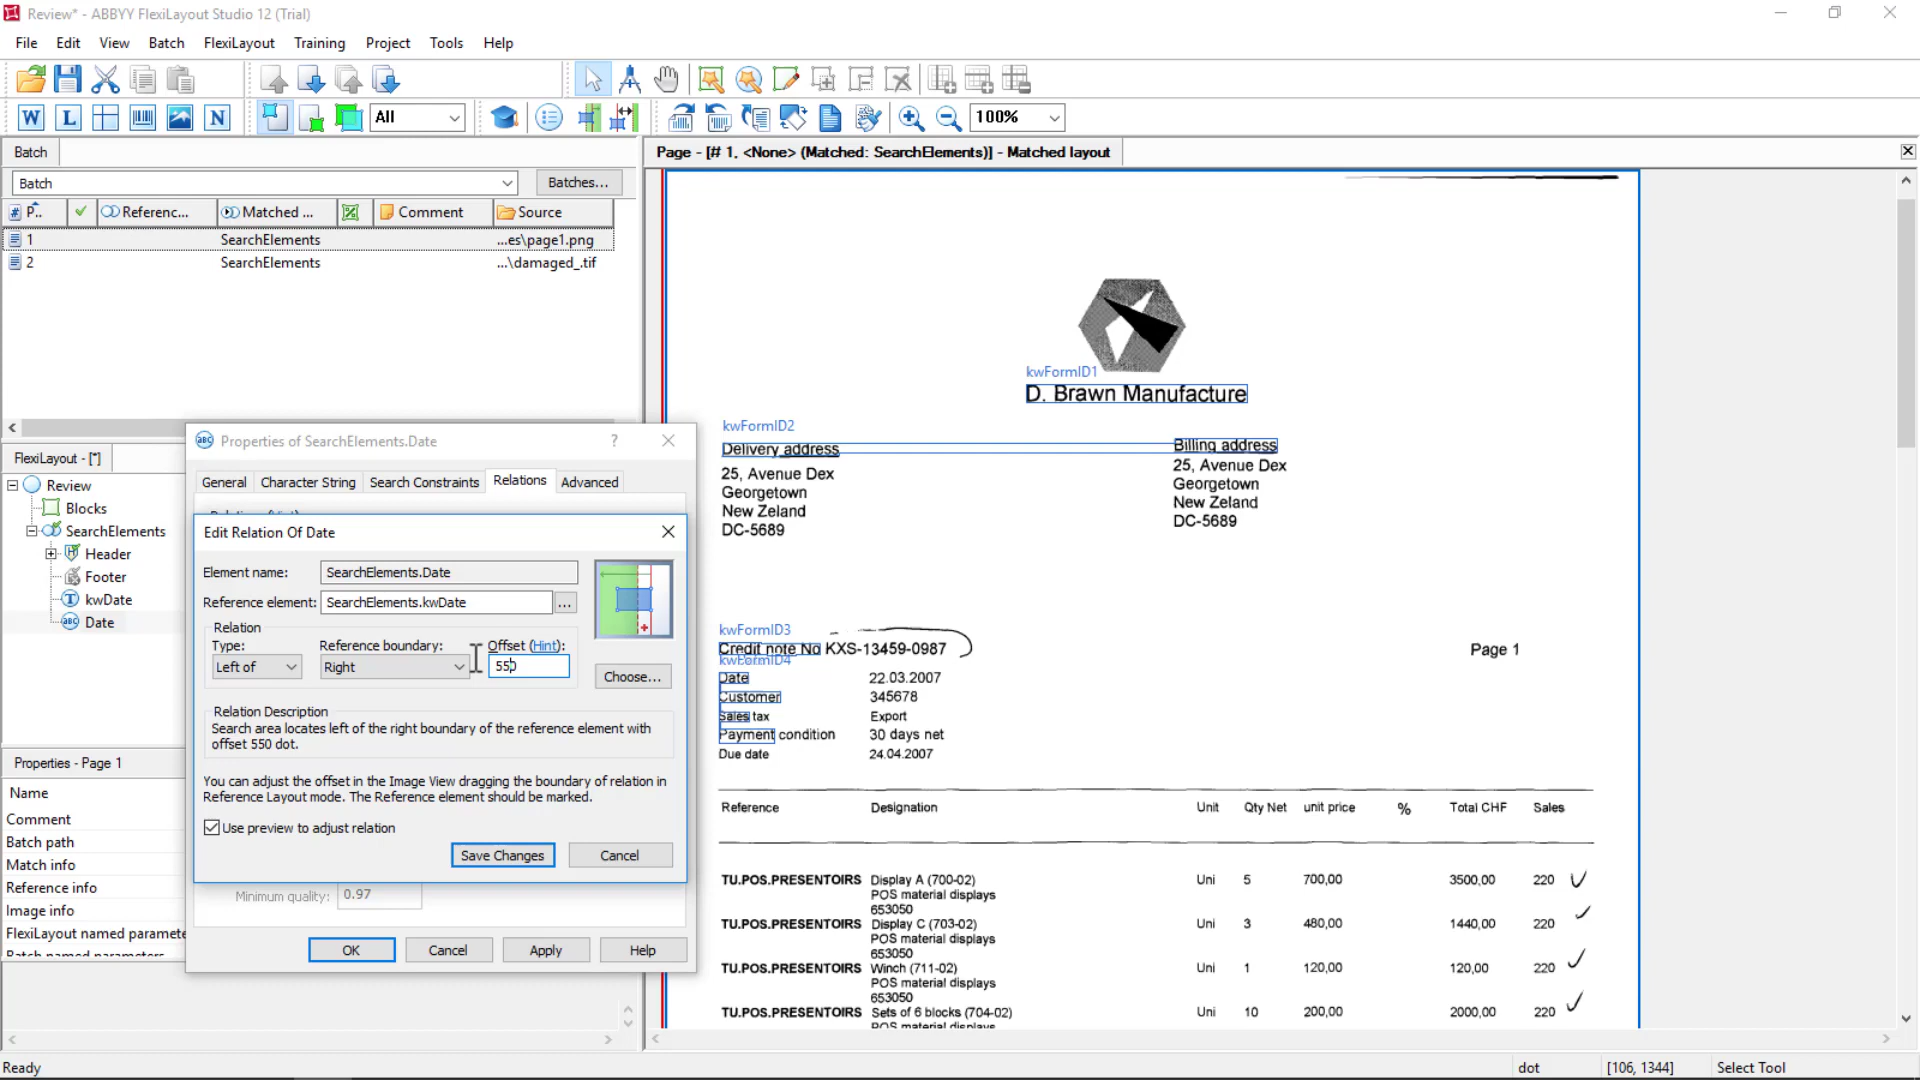 Review* - ABBYY FlexiLayout Studio 12 (Trial)
File Edit View Batch FlexiLayout Training Project Tools Help
W L N All 100%
Batch
Page - [# 1, <None> (Matched: SearchElements)] - Matched layout
Batch Batches...
# P.. Referenc... Matched ... Comment Source
1 SearchElements ...es\page1.png
2 SearchElements ...\damaged_.tif
FlexiLayout - [*]
Review
Blocks
SearchElements
Header
Footer
kwDate
Date
Properties - Page 1
Name
Comment
Batch path
Match info
Reference info
Image info
FlexiLayout named paramete
Batch named parameters
Properties of SearchElements.Date ?
General Character String Search Constraints Relations Advanced
Edit Relation Of Date
Element name: SearchElements.Date
Reference element: SearchElements.kwDate ...
Relation
Type: Reference boundary: Offset (Hint):
Left of Right 550
Choose...
Relation Description
Search area locates left of the right boundary of the reference element with
offset 550 dot.
You can adjust the offset in the Image View dragging the boundary of relation in
Reference Layout mode. The Reference element should be marked.
Use preview to adjust relation
Save Changes Cancel
Minimum quality: 0.97
OK Cancel Apply Help
kwFormID1
D. Brawn Manufacture
kwFormID2
Delivery address Billing address
25, Avenue Dex 25, Avenue Dex
Georgetown Georgetown
New Zeland New Zeland
DC-5689 DC-5689
kwFormID3
Credit note No KXS-13459-0987 Page 1
kwFormID4
Date 22.03.2007
Customer 345678
Sales tax Export
Payment condition 30 days net
Due date 24.04.2007
Reference Designation Unit Qty Net unit price % Total CHF Sales
TU.POS.PRESENTOIRS Display A (700-02) Uni 5 700,00 3500,00 220
POS material displays
653050
TU.POS.PRESENTOIRS Display C (703-02) Uni 3 480,00 1440,00 220
POS material displays
653050
TU.POS.PRESENTOIRS Winch (711-02) Uni 1 120,00 120,00 220
POS material displays
653050
TU.POS.PRESENTOIRS Sets of 6 blocks (704-02) Uni 10 200,00 2000,00 220
POS material displays
Ready dot [106, 1344] Select Tool